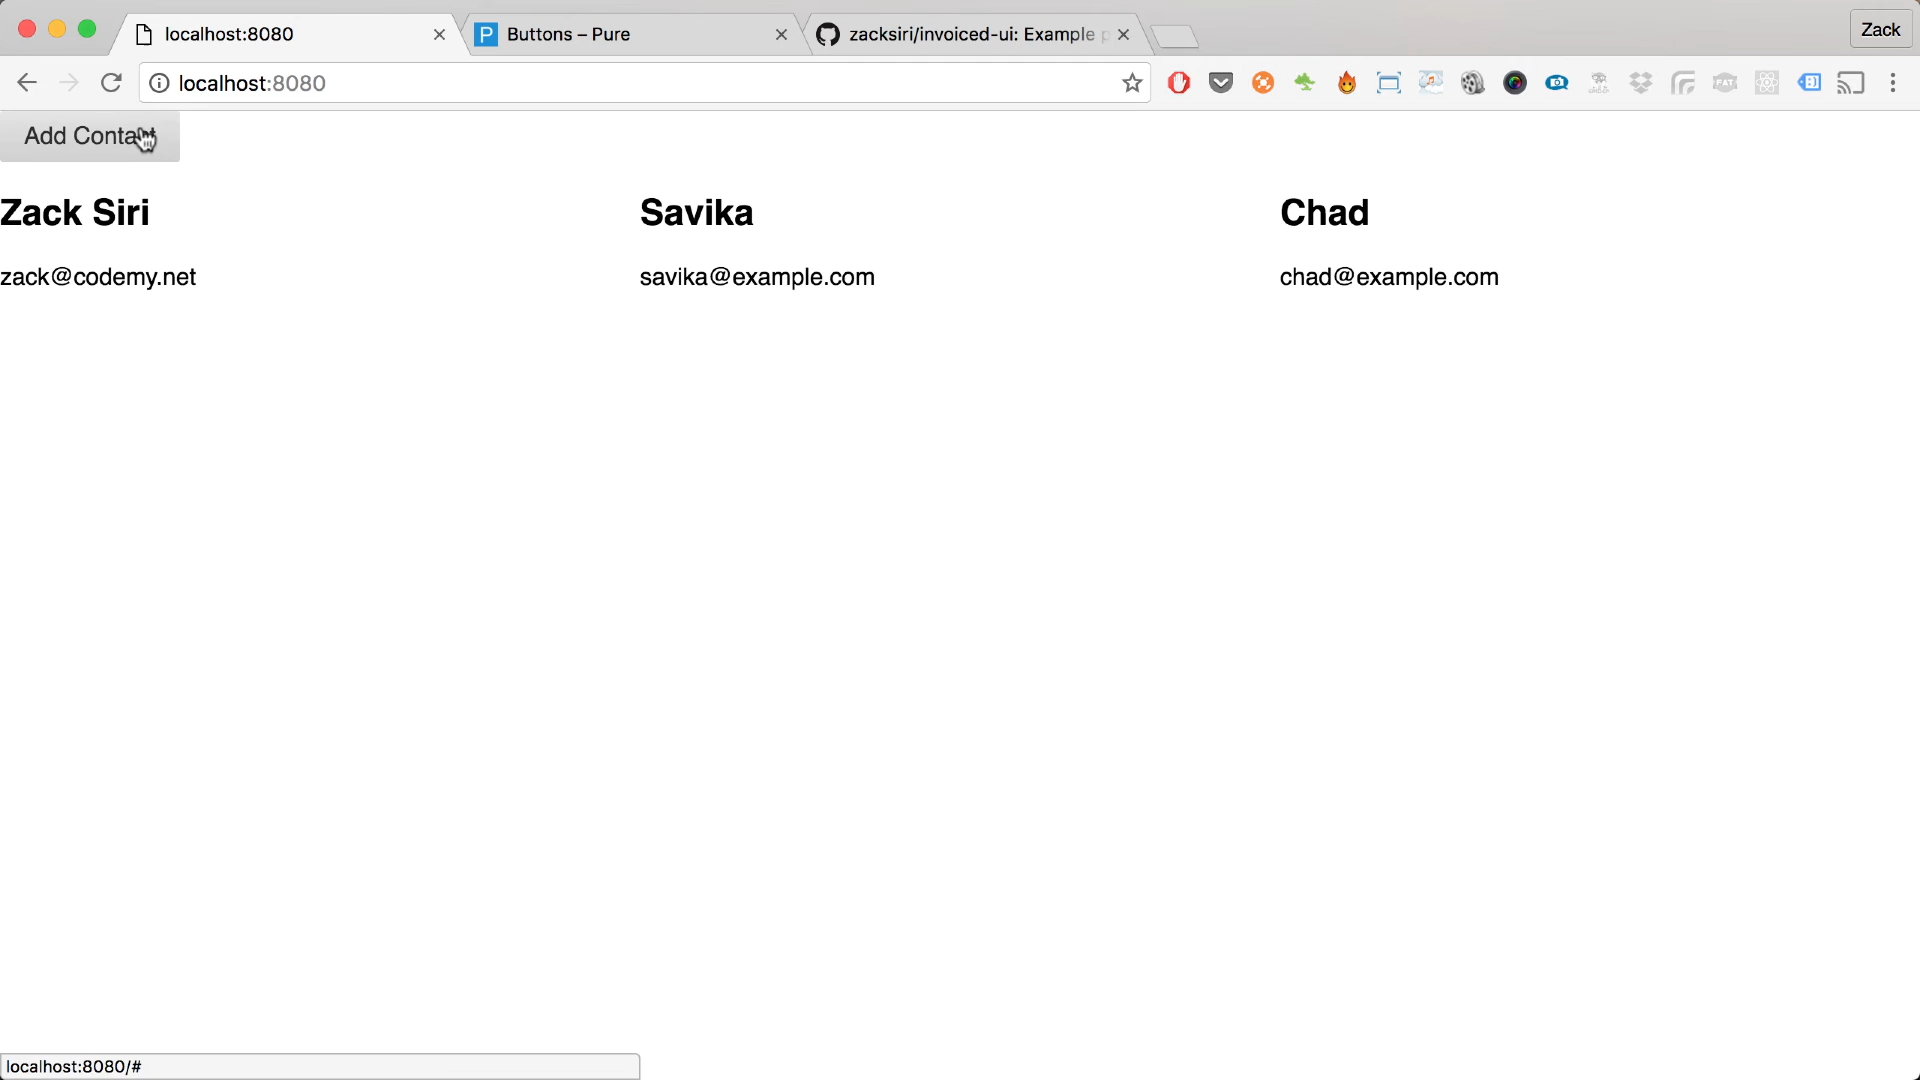 localhost:8080
Buttons – Pure
zacksiri/invoiced-ui: Example p
Zack
localhost:8080
Add Contact
Zack Siri
Savika
Chad
zack@codemy.net
savika@example.com
chad@example.com
localhost:8080/#